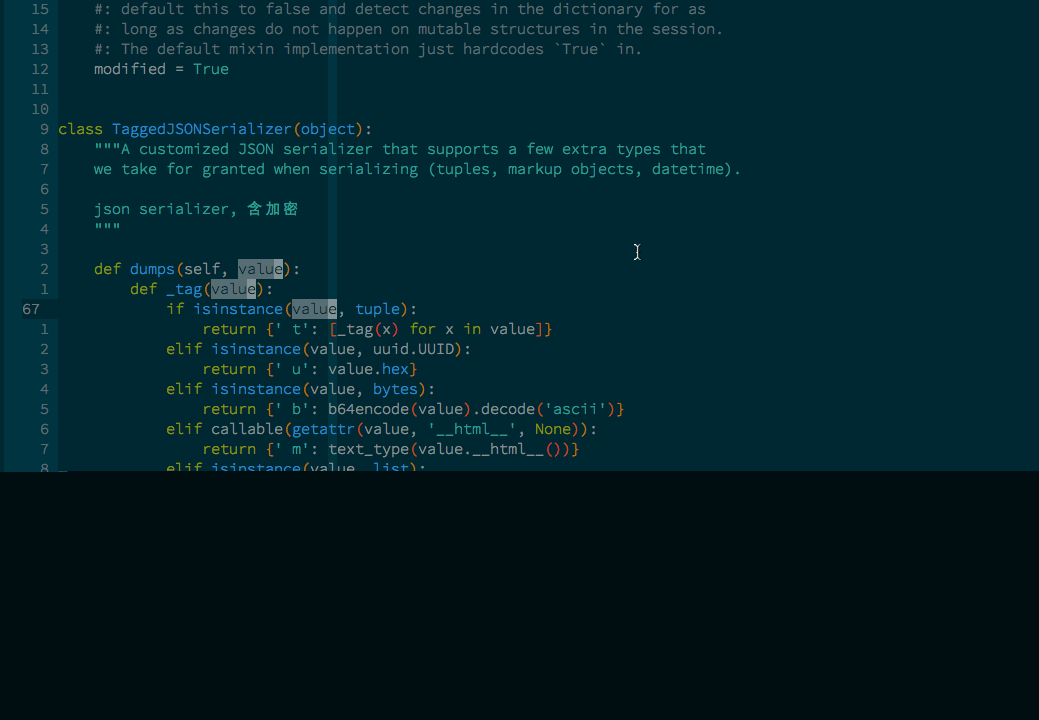 15 #: default this to false and detect changes in the dictionary for as
14 #: long as changes do not happen on mutable structures in the session.
13 #: The default mixin implementation just hardcodes `True` in.
12 modified = True
11
10
9 class TaggedJSONSerializer(object):
8 """A customized JSON serializer that supports a few extra types that
7 we take for granted when serializing (tuples, markup objects, datetime).
6
5 json serializer, 含加密
4 """
3
2 def dumps(self, value):
1 def _tag(value):
67 if isinstance(value, tuple):
1 return {' t': [_tag(x) for x in value]}
2 elif isinstance(value, uuid.UUID):
3 return {' u': value.hex}
4 elif isinstance(value, bytes):
5 return {' b': b64encode(value).decode('ascii')}
6 elif callable(getattr(value, '__html__', None)):
7 return {' m': text_type(value.__html__())}
8 elif isinstance(value, list):